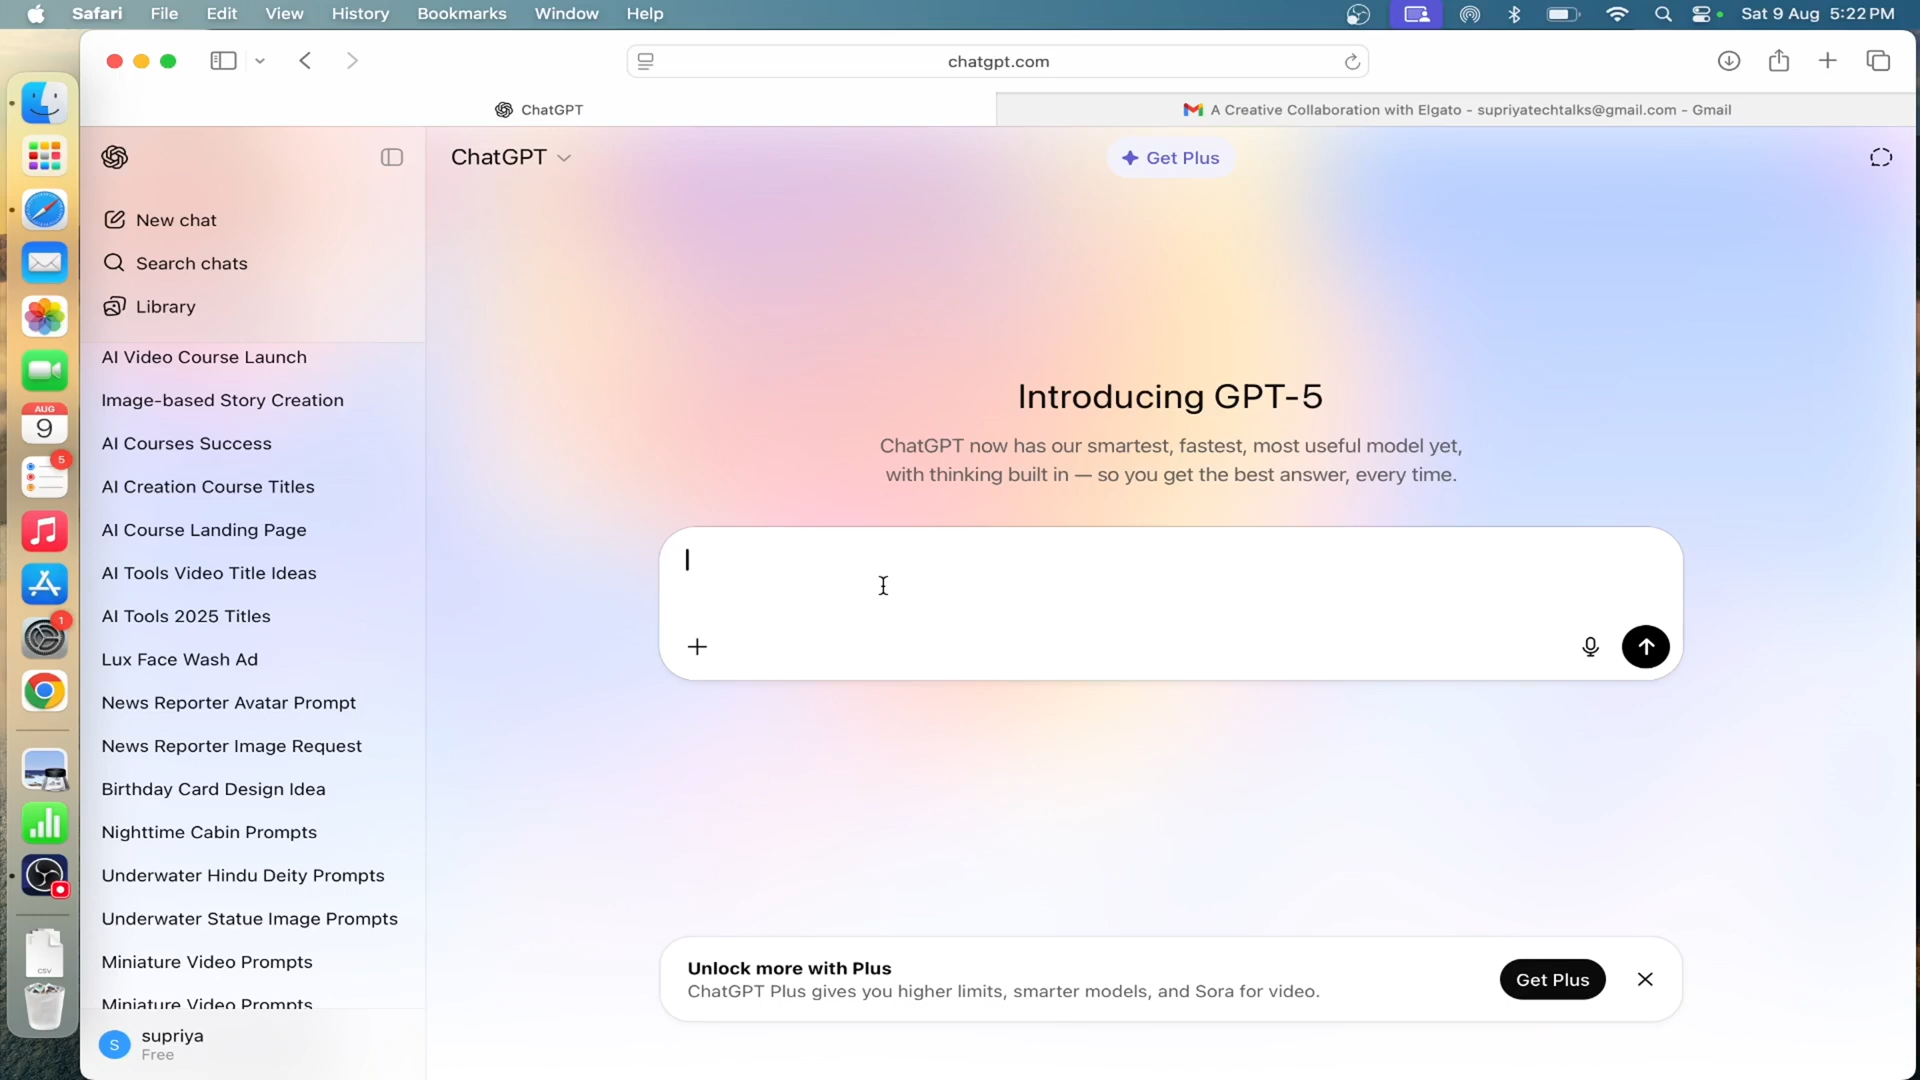 Safari File Edit View History Bookmarks Window Help
Sat 9 Aug 5:22 PM
chatgpt.com
ChatGPT
A Creative Collaboration with Elgato - supriyatechtalks@gmail.com - Gmail
ChatGPT
Get Plus
New chat
Search chats
Library
AI Video Course Launch
Image-based Story Creation
AI Courses Success
AI Creation Course Titles
AI Course Landing Page
AI Tools Video Title Ideas
AI Tools 2025 Titles
Lux Face Wash Ad
News Reporter Avatar Prompt
News Reporter Image Request
Birthday Card Design Idea
Nighttime Cabin Prompts
Underwater Hindu Deity Prompts
Underwater Statue Image Prompts
Miniature Video Prompts
Miniature Video Prompts
S
supriya
Free
Introducing GPT-5
ChatGPT now has our smartest, fastest, most useful model yet,
with thinking built in — so you get the best answer, every time.
Unlock more with Plus
ChatGPT Plus gives you higher limits, smarter models, and Sora for video.
Get Plus
AUG
9
5
1
CSV